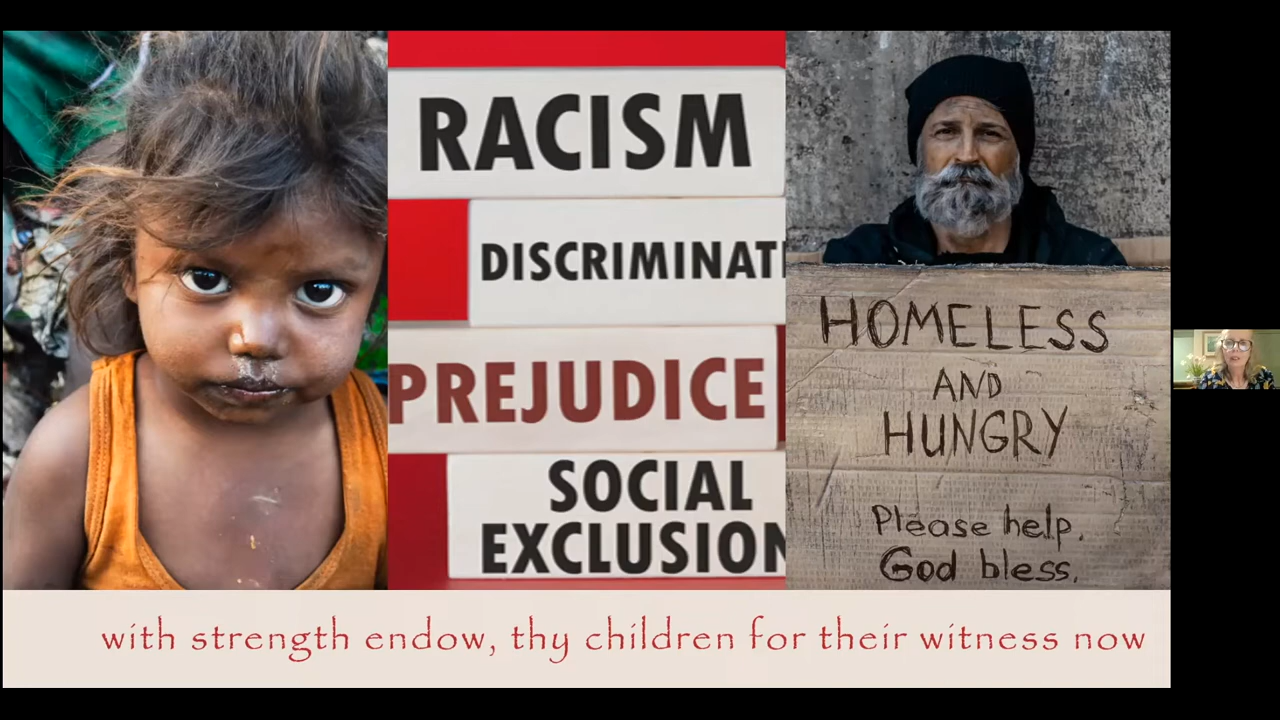 RACISM
DISCRIMINATI
PREJUDICE
SOCIAL
EXCLUSION
HOMELESS
AND
HUNGRY
Please help.
God bless.
with strength endow, thy children for their witness now